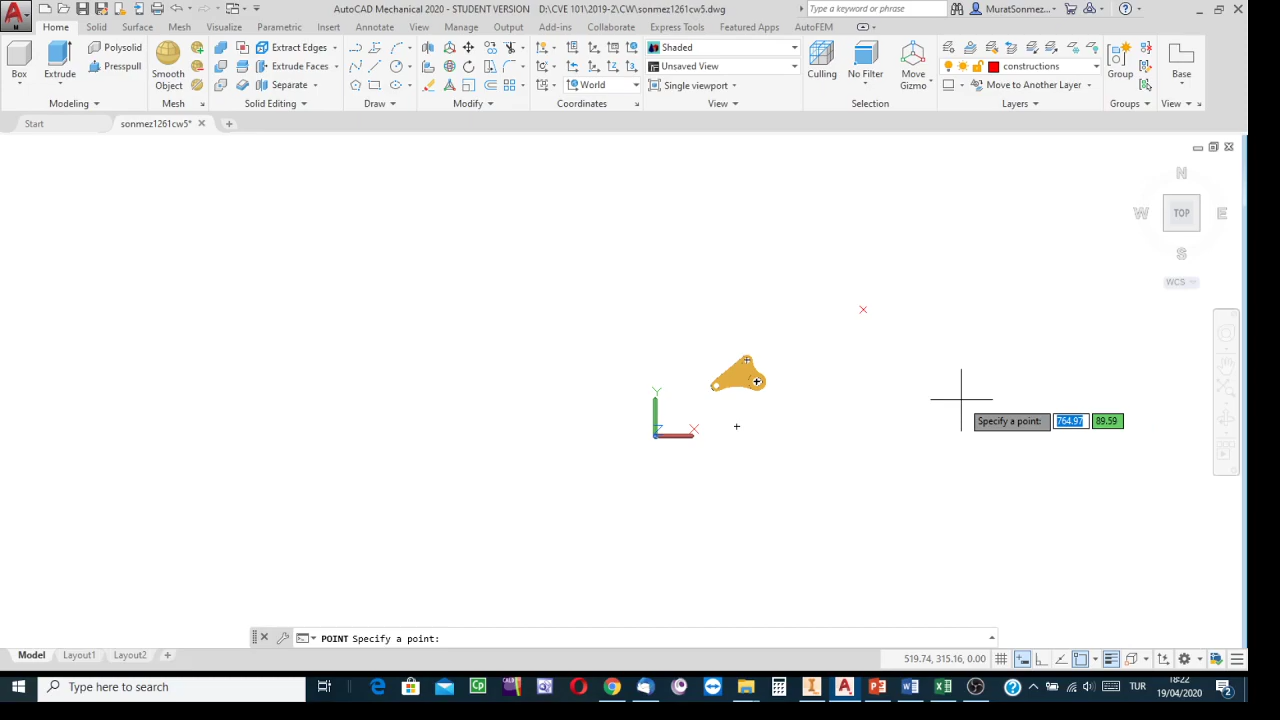 AutoCAD Mechanical 2020 - STUDENT VERSION D:\CVE 101\2019-2\CW\sonmez1261cw5.dwg
Type here a keyword or phrase
MuratSonmez...
Home Solid Surface Mesh Visualize Parametric Insert Annotate View Manage Output Add-ins Collaborate Express Tools Featured Apps AutoFEM
Polysolid
Extract Edges
Shaded
constructions
Presspull
Extrude Faces
World
Unsaved View
Box
Extrude
Smooth
Object
Separate
Single viewport
Culling
No Filter
Move
Gizmo
Move to Another Layer
Group
Base
Modeling
Mesh
Solid Editing
Draw
Modify
Coordinates
View
Selection
Layers
Groups
View
Start
sonmez1261cw5*
N
W
TOP
E
S
WCS
Y
Z
X
Specify a point: 764.97 89.59
POINT Specify a point:
Model Layout1 Layout2
519.74, 315.16, 0.00
Type here to search
TUR
18:22
19/04/2020
2